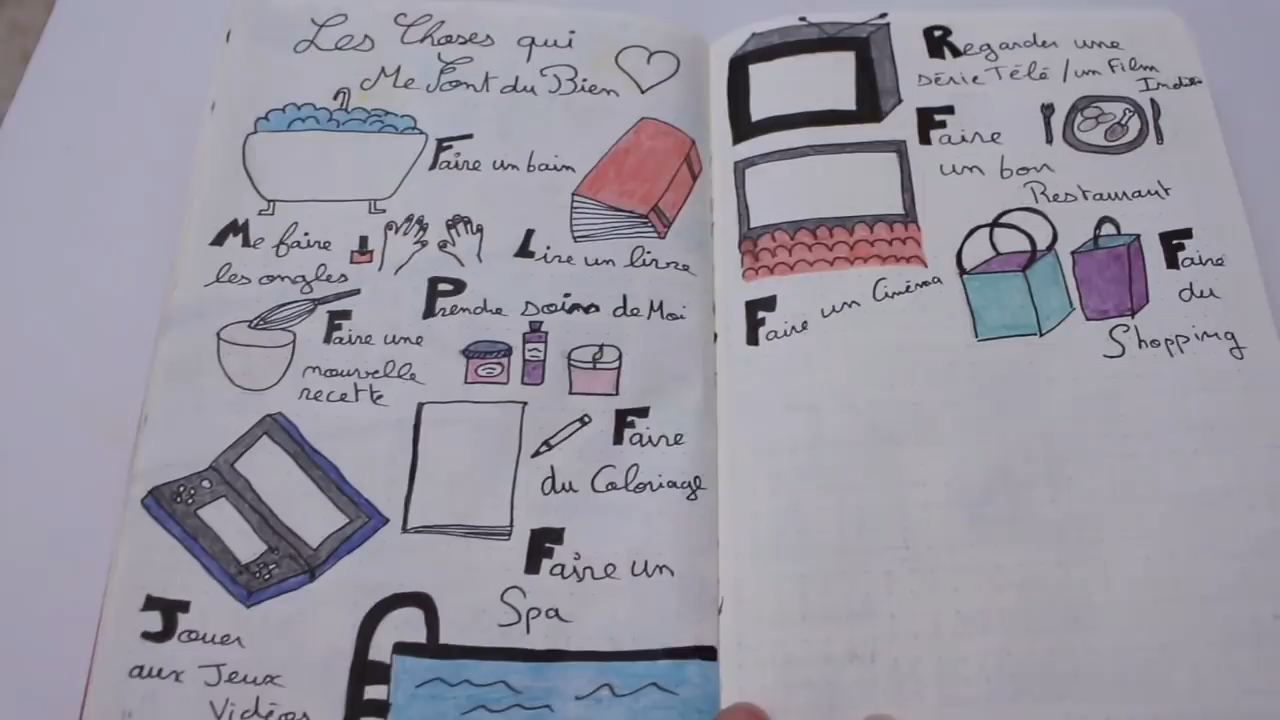 Les Choses qui
Me Font du Bien
Faire un bain
Me faire
les ongles
Lire un livre
Prendre soins de Moi
Faire une
nouvelle
recette
Faire
du Coloriage
Faire un
Spa
Jouer
aux Jeux
Vidéos
Regarder une
Série Télé / un Film
Faire
un bon
Restaurant
Faire un Cinéma
Faire
du
Shopping